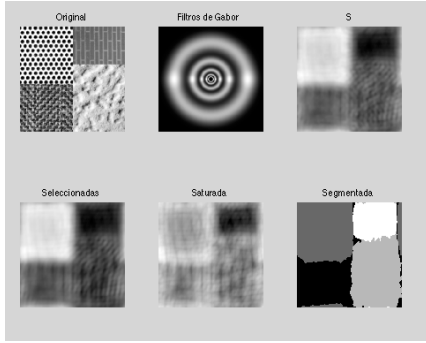 Original
Filtros de Gabor
S
Seleccionadas
Saturada
Segmentada